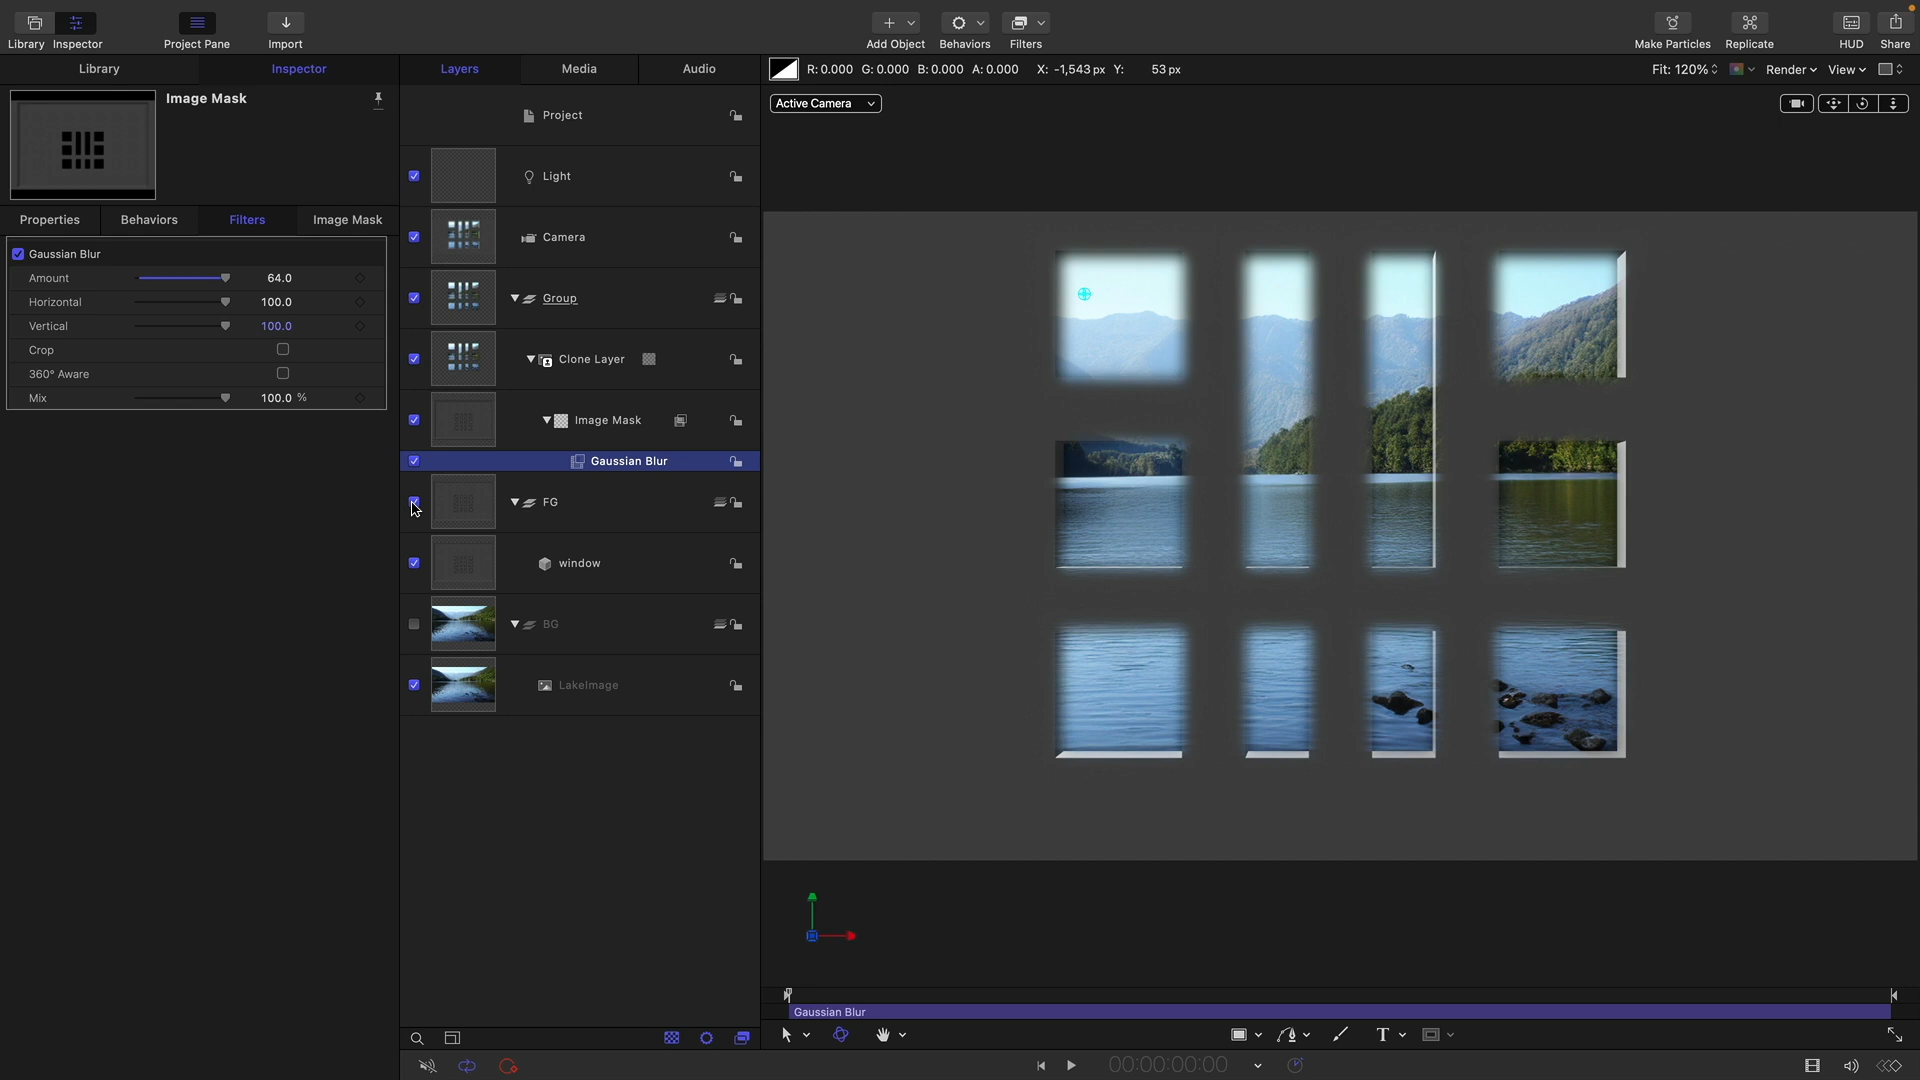 Library
Inspector
Project Pane
Import
Add Object
Behaviors
Filters
Make Particles
Replicate
HUD
Share
Library
Inspector
Layers
Media
Audio
R: 0.000 G: 0.000 B: 0.000 A: 0.000 X: -1,543 px Y: 53 px
Fit: 120%
Render
View
Image Mask
Active Camera
Project
Light
Properties
Behaviors
Filters
Image Mask
Camera
Gaussian Blur
Amount 64.0
Horizontal 100.0
Group
Vertical 100.0
Crop
Clone Layer
360° Aware
Mix 100.0 %
Image Mask
Gaussian Blur
FG
window
BG
LakeImage
Gaussian Blur
T
00:00:00:00